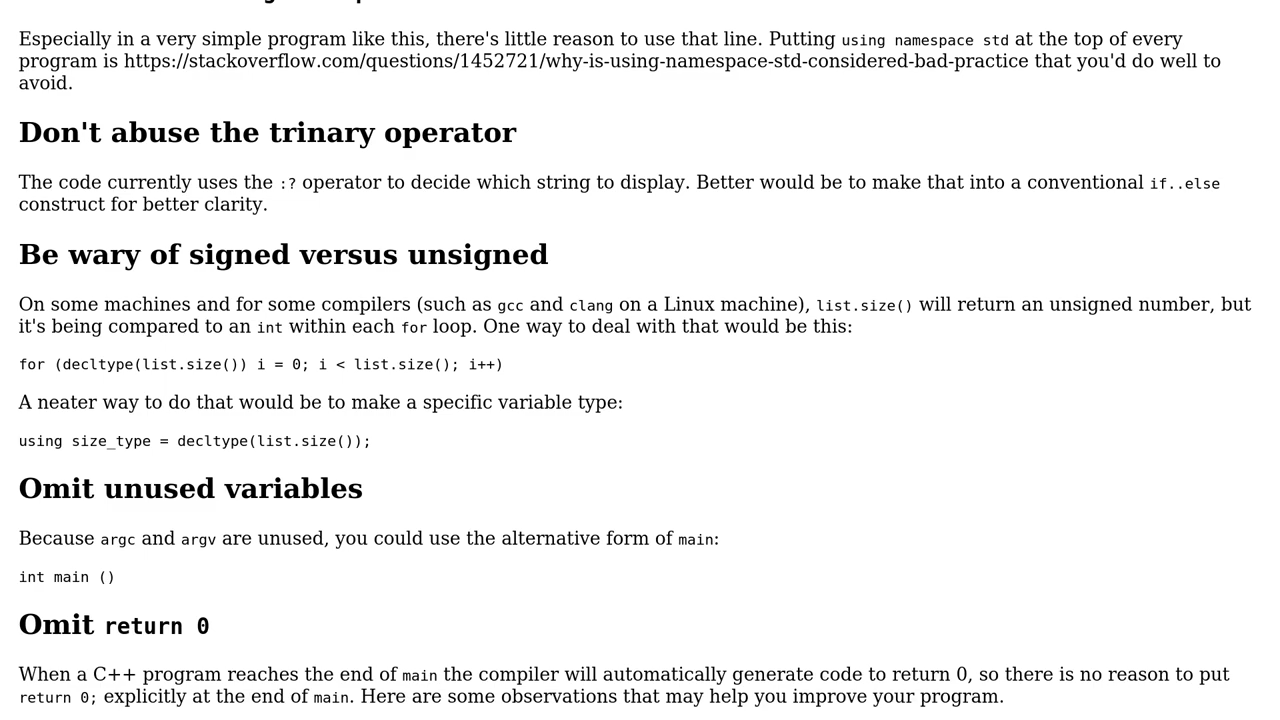 Especially in a very simple program like this, there's little reason to use that line. Putting using namespace std at the top of every
program is https://stackoverflow.com/questions/1452721/why-is-using-namespace-std-considered-bad-practice that you'd do well to
avoid.
Don't abuse the trinary operator
The code currently uses the :? operator to decide which string to display. Better would be to make that into a conventional if..else
construct for better clarity.
Be wary of signed versus unsigned
On some machines and for some compilers (such as gcc and clang on a Linux machine), list.size() will return an unsigned number, but
it's being compared to an int within each for loop. One way to deal with that would be this:
for (decltype(list.size()) i = 0; i < list.size(); i++)
A neater way to do that would be to make a specific variable type:
using size_type = decltype(list.size());
Omit unused variables
Because argc and argv are unused, you could use the alternative form of main:
int main ()
Omit return 0
When a C++ program reaches the end of main the compiler will automatically generate code to return 0, so there is no reason to put
return 0; explicitly at the end of main. Here are some observations that may help you improve your program.